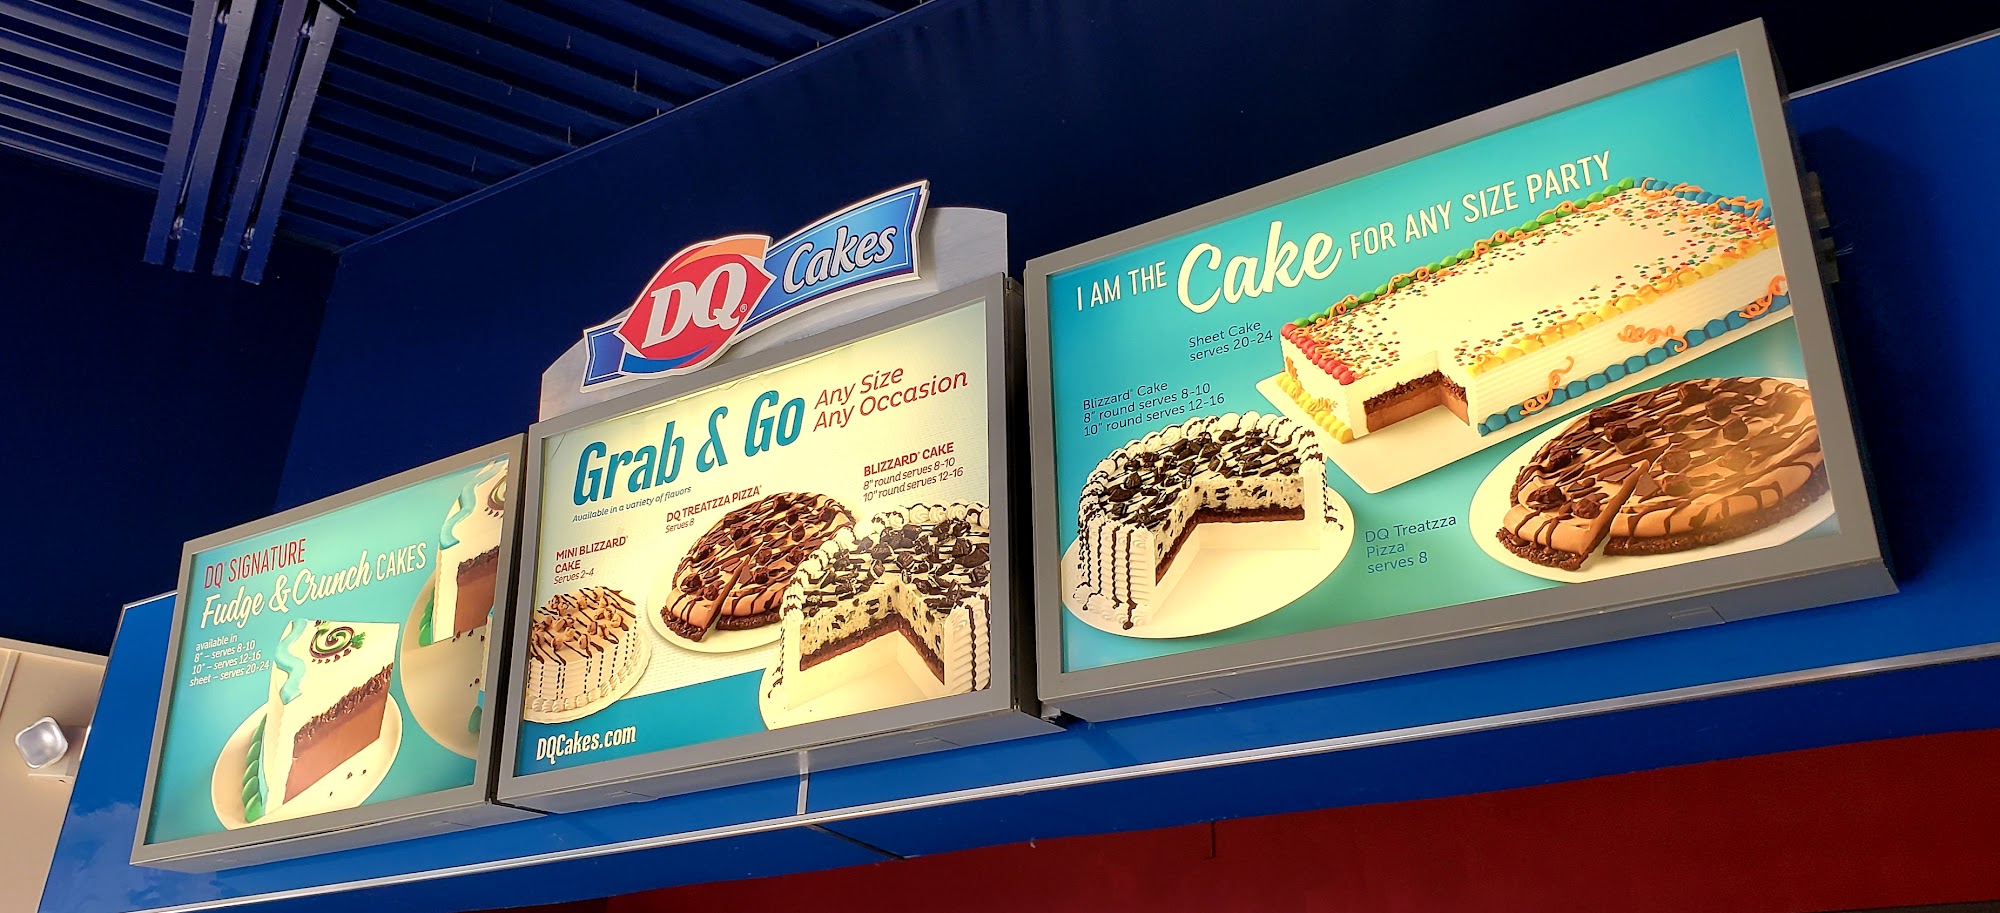 DQ® Cakes
DQ® SIGNATURE
Fudge & Crunch CAKES
available in
8" – serves 8-10
10" – serves 12-16
sheet – serves 20-24
Grab & Go
Any Size
Any Occasion
Available in a variety of flavors
MINI BLIZZARD®
CAKE
Serves 2-4
DQ TREATZZA PIZZA®
Serves 8
BLIZZARD® CAKE
8" round serves 8-10
10" round serves 12-16
DQCakes.com
I AM THE Cake FOR ANY SIZE PARTY
Sheet Cake
serves 20-24
Blizzard® Cake
8" round serves 8-10
10" round serves 12-16
DQ Treatzza
Pizza
serves 8